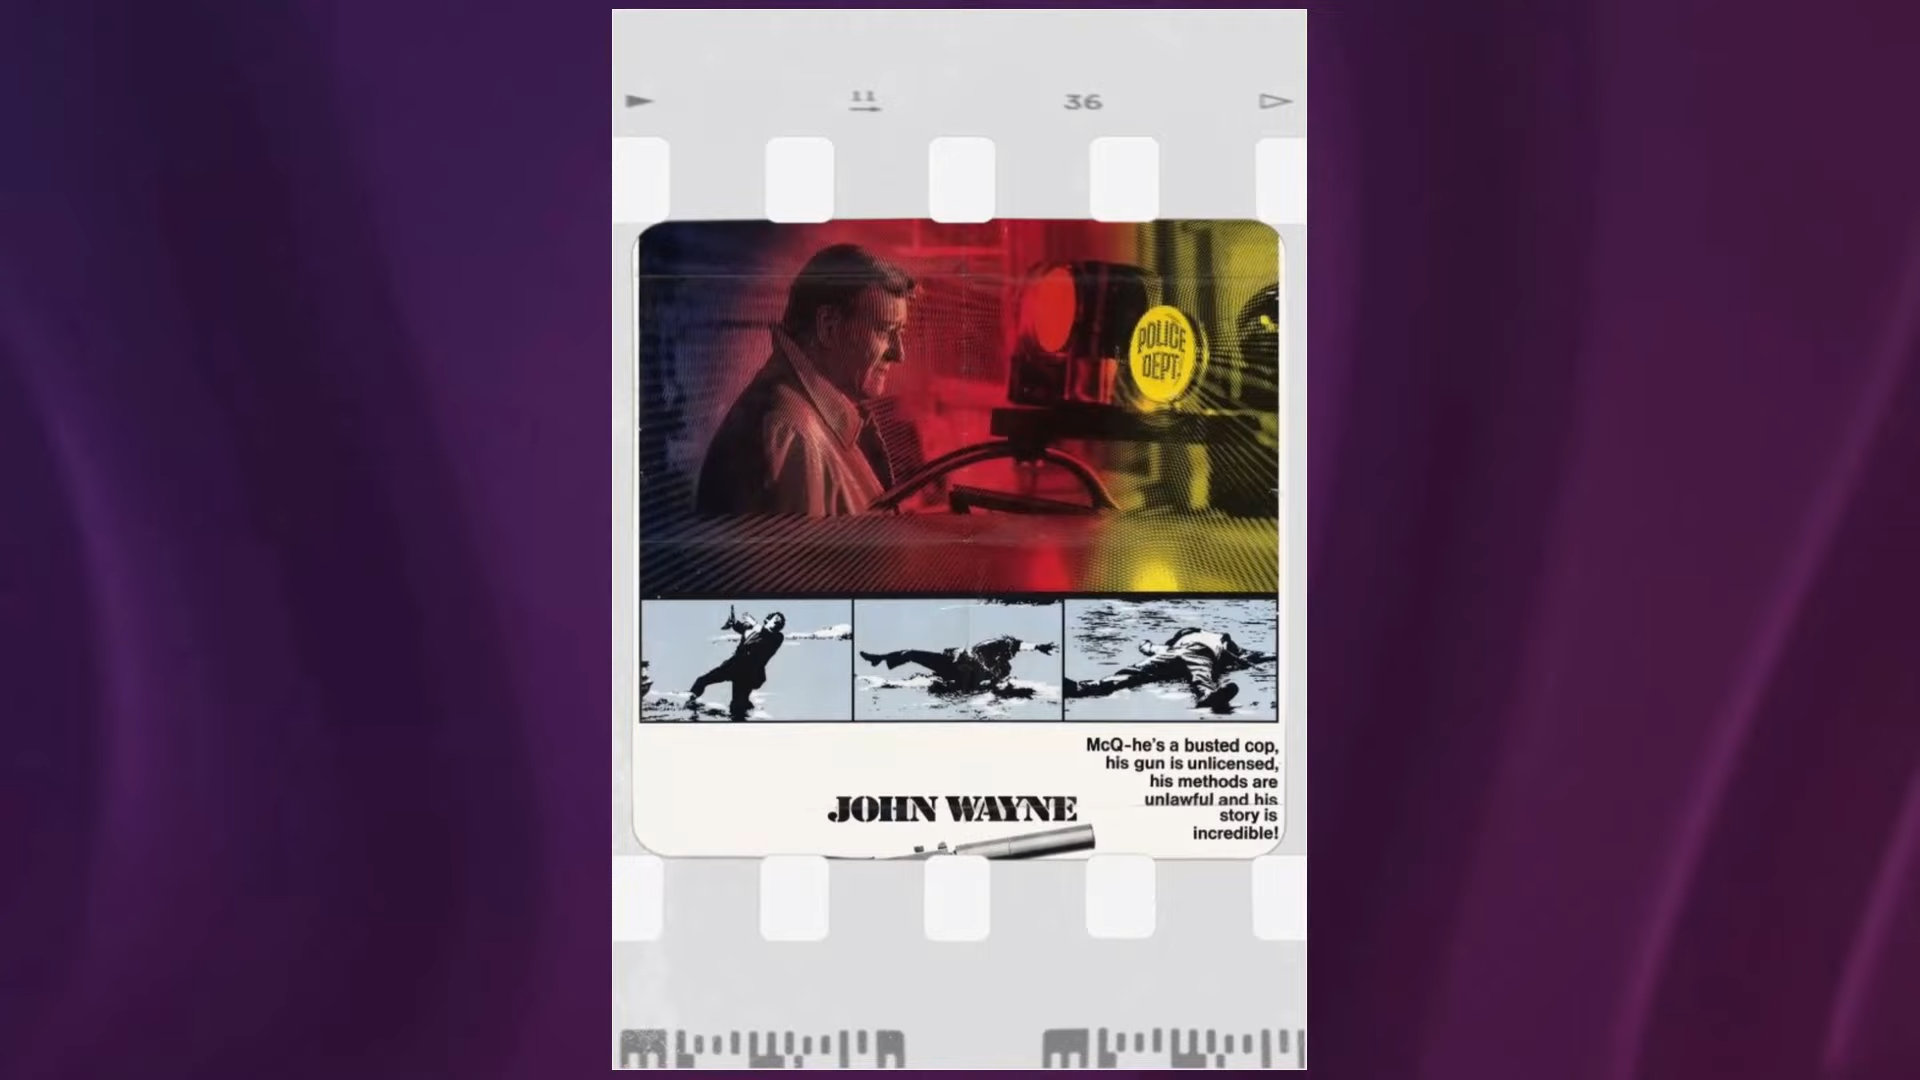 11
36
POLICE
DEPT.
McQ-he's a busted cop,
his gun is unlicensed,
his methods are
unlawful and his
story is
incredible!
JOHN WAYNE